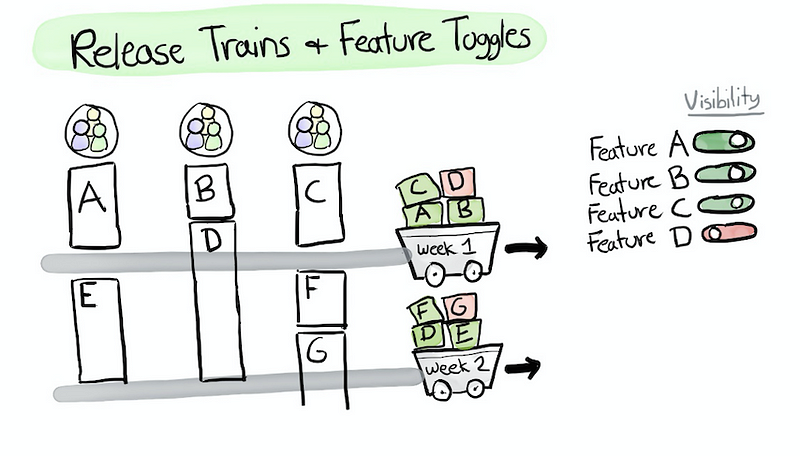 Release Trains + Feature Toggles
Visibility
Feature A
Feature B
Feature C
Feature D
A
B
C
D
C D
A B
week 1
E
F
G
F G
D E
week 2